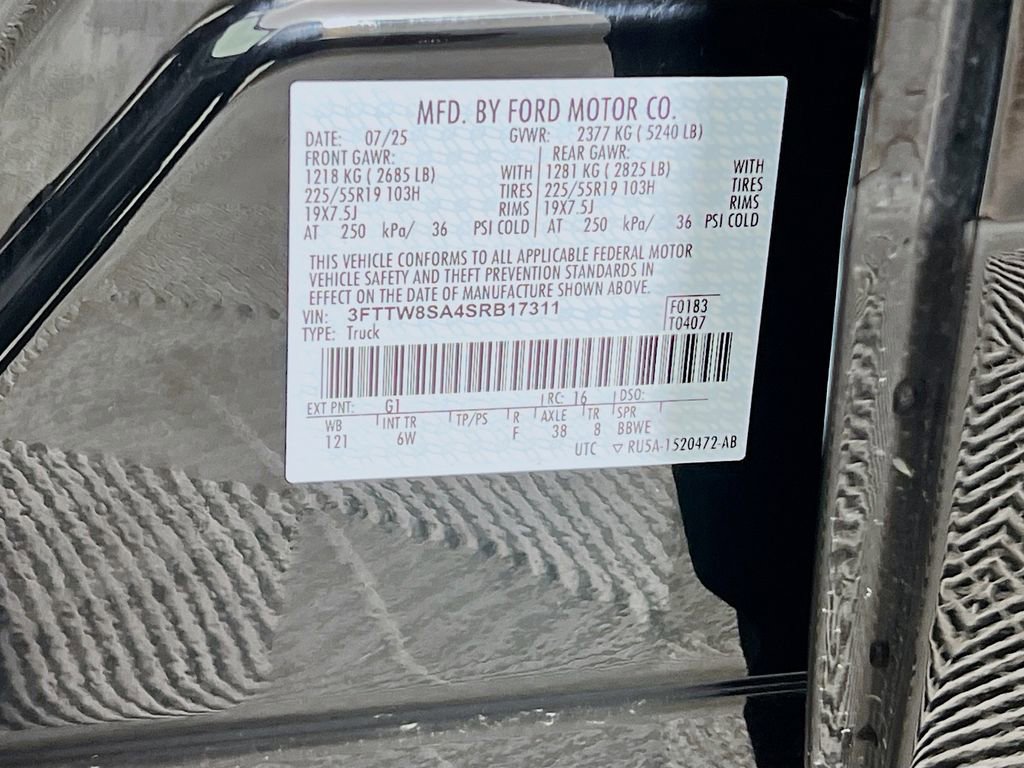 MFD. BY FORD MOTOR CO.
DATE: 07/25 GVWR: 2377 KG ( 5240 LB)
FRONT GAWR: REAR GAWR:
1218 KG ( 2685 LB) WITH 1281 KG ( 2825 LB) WITH
225/55R19 103H TIRES 225/55R19 103H TIRES
19X7.5J RIMS 19X7.5J RIMS
AT 250 kPa/ 36 PSI COLD AT 250 kPa/ 36 PSI COLD
THIS VEHICLE CONFORMS TO ALL APPLICABLE FEDERAL MOTOR
VEHICLE SAFETY AND THEFT PREVENTION STANDARDS IN
EFFECT ON THE DATE OF MANUFACTURE SHOWN ABOVE.
VIN: 3FTTW8SA4SRB17311 F0183
TYPE: Truck T0407
EXT PNT: G1 RC: 16 DSO:
WB INT TR TP/PS R AXLE TR SPR
121 6W F 38 8 BBWE
UTC ▽ RU5A-1520472-AB